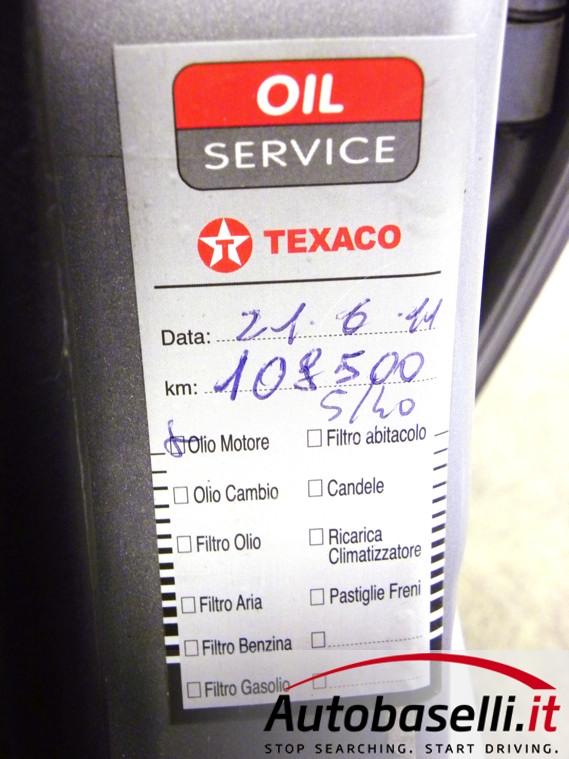 OIL
SERVICE
TEXACO
Data: 21.6.11
km: 108500
5/40
Olio Motore
Filtro abitacolo
Olio Cambio
Candele
Filtro Olio
Ricarica
Climatizzatore
Filtro Aria
Pastiglie Freni
Filtro Benzina
Filtro Gasolio
Autobaselli.it
STOP SEARCHING. START DRIVING.